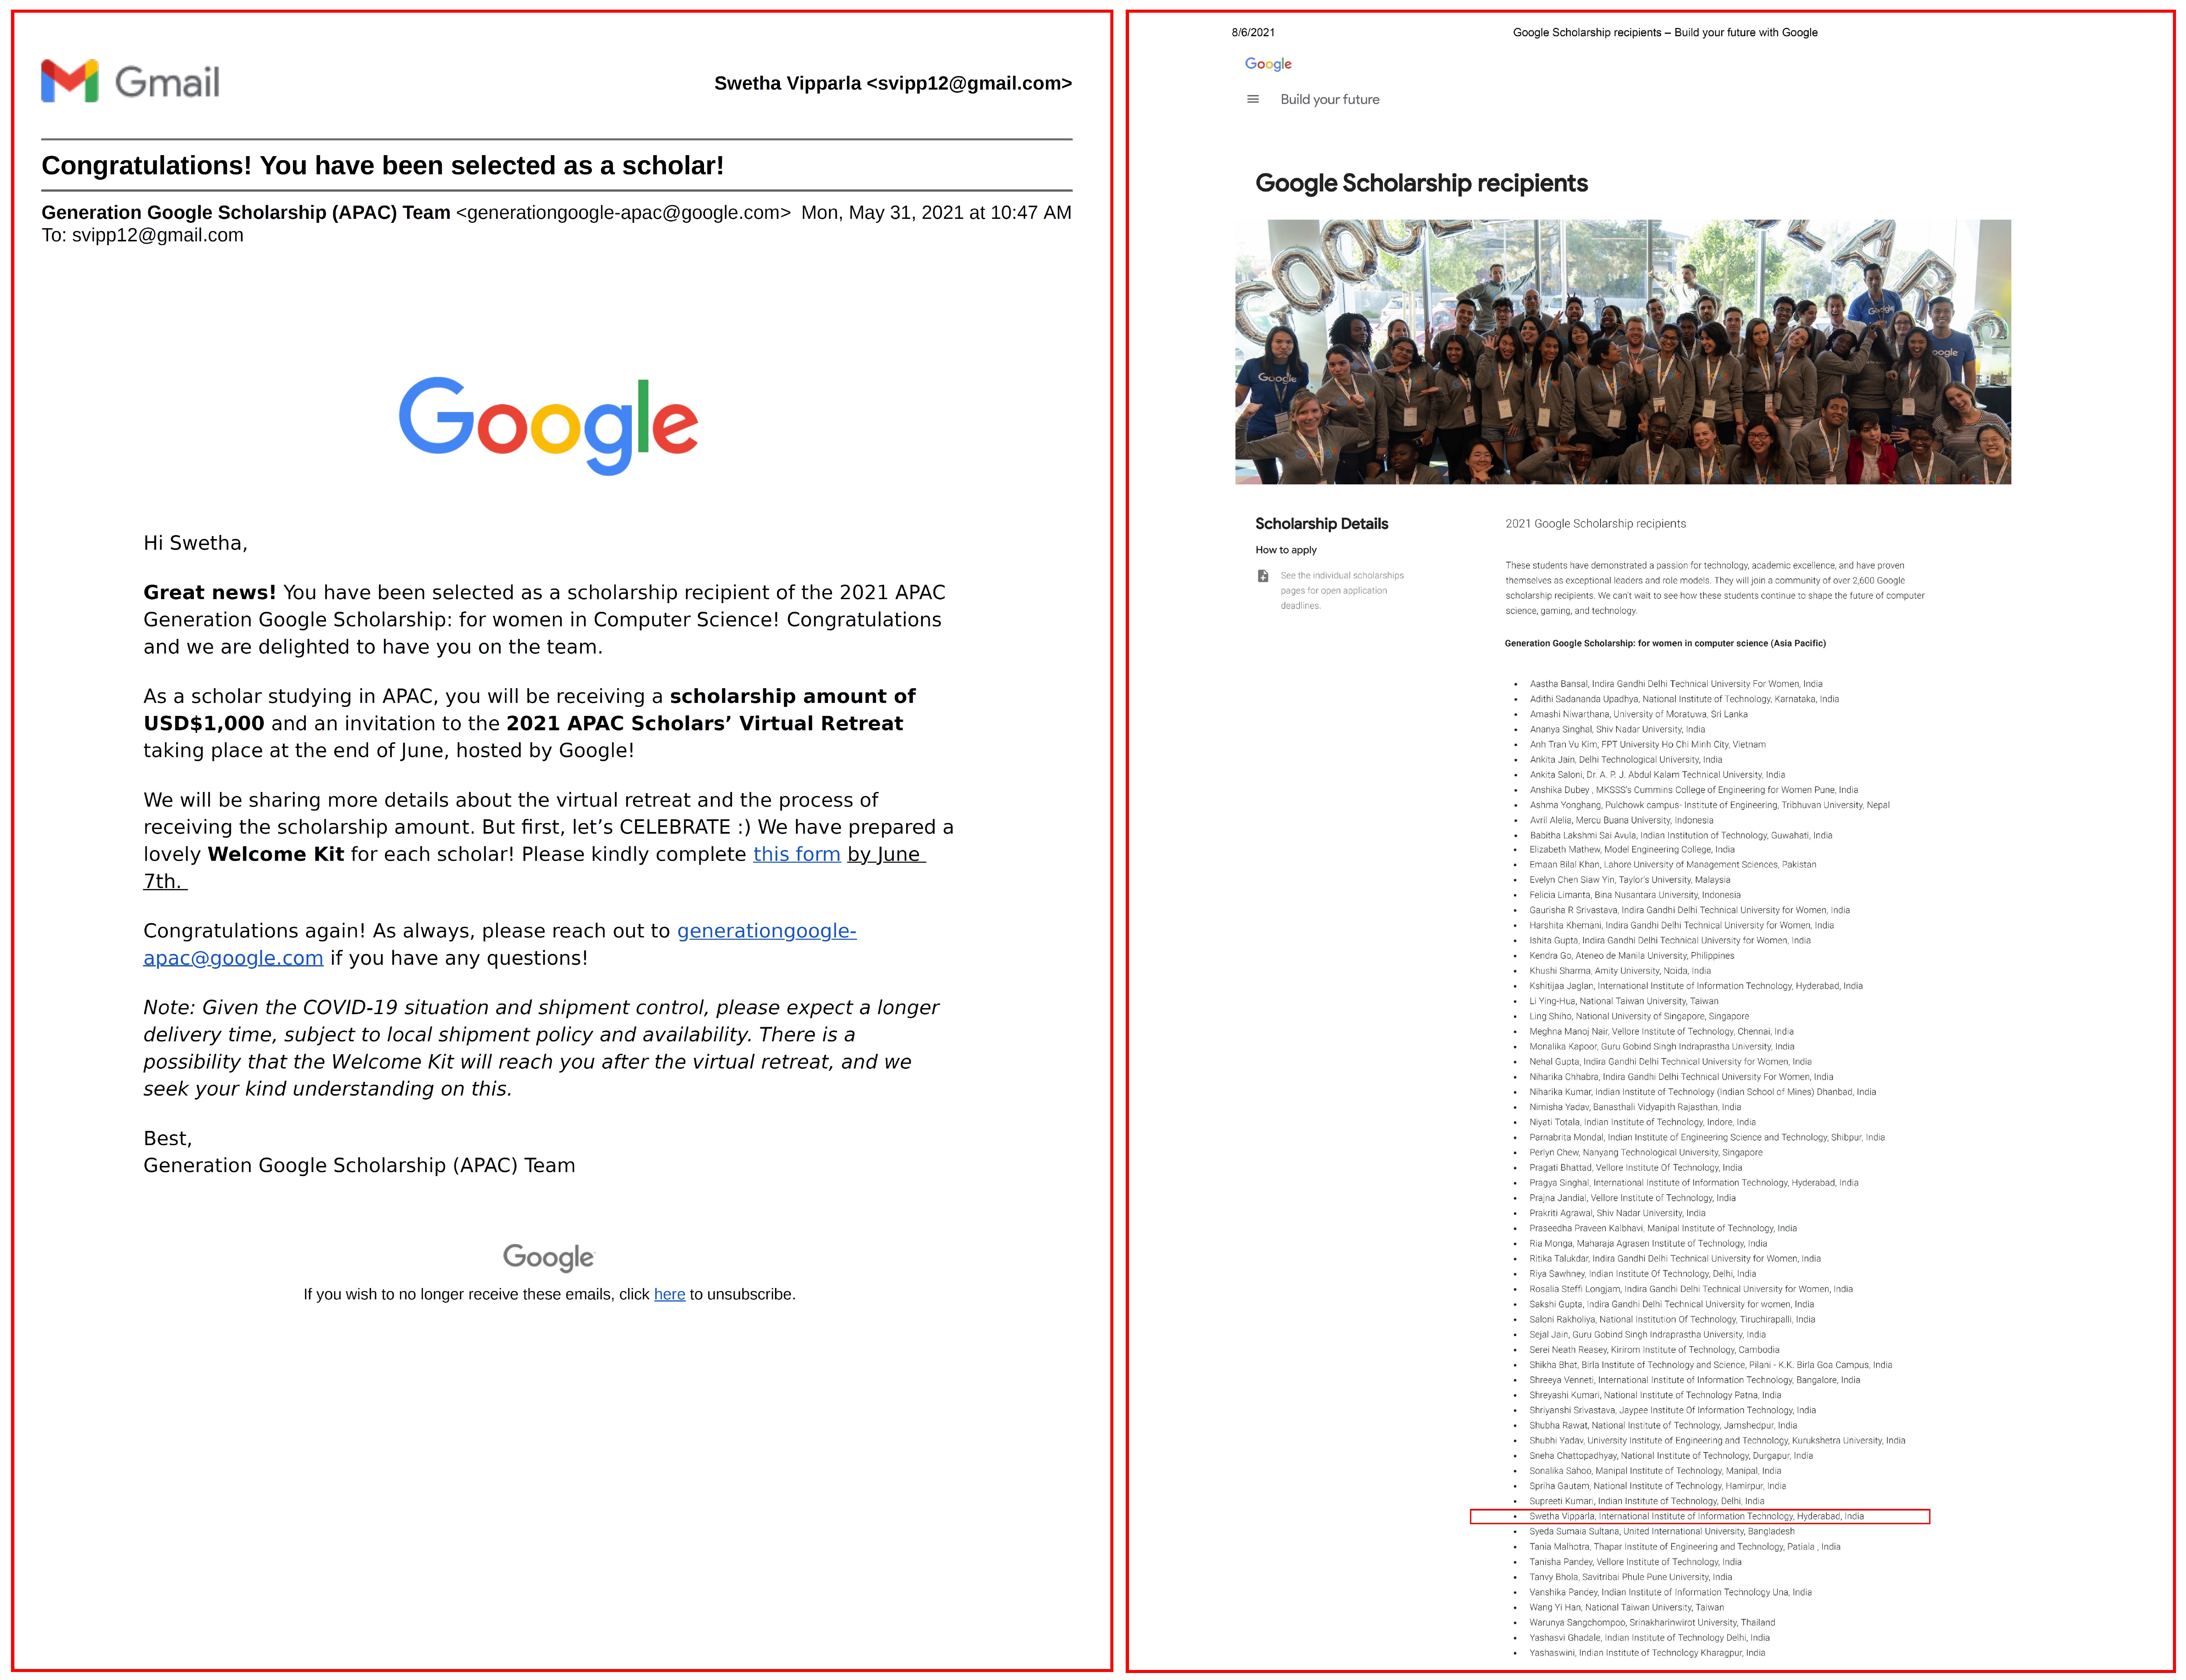 Gmail
Swetha Vipparla <svipp12@gmail.com>
Congratulations! You have been selected as a scholar!
Generation Google Scholarship (APAC) Team <generationgoogle-apac@google.com> Mon, May 31, 2021 at 10:47 AM
To: svipp12@gmail.com
Google
Hi Swetha,
Great news! You have been selected as a scholarship recipient of the 2021 APAC
Generation Google Scholarship: for women in Computer Science! Congratulations
and we are delighted to have you on the team.
As a scholar studying in APAC, you will be receiving a scholarship amount of
USD$1,000 and an invitation to the 2021 APAC Scholars’ Virtual Retreat
taking place at the end of June, hosted by Google!
We will be sharing more details about the virtual retreat and the process of
receiving the scholarship amount. But first, let’s CELEBRATE :) We have prepared a
lovely Welcome Kit for each scholar! Please kindly complete this form by June
7th.
Congratulations again! As always, please reach out to generationgoogle-
apac@google.com if you have any questions!
Note: Given the COVID-19 situation and shipment control, please expect a longer
delivery time, subject to local shipment policy and availability. There is a
possibility that the Welcome Kit will reach you after the virtual retreat, and we
seek your kind understanding on this.
Best,
Generation Google Scholarship (APAC) Team
Google
If you wish to no longer receive these emails, click here to unsubscribe.
8/6/2021
Google Scholarship recipients – Build your future with Google
Google
Build your future
Google Scholarship recipients
Google
Google
oogle
Scholarship Details
How to apply
See the individual scholarships
pages for open application
deadlines.
2021 Google Scholarship recipients
These students have demonstrated a passion for technology, academic excellence, and have proven
themselves as exceptional leaders and role models. They will join a community of over 2,600 Google
scholarship recipients. We can't wait to see how these students continue to shape the future of computer
science, gaming, and technology.
Generation Google Scholarship: for women in computer science (Asia Pacific)
• Aastha Bansal, Indira Gandhi Delhi Technical University For Women, India
• Adithi Sadananda Upadhya, National Institute of Technology, Karnataka, India
• Amashi Niwarthana, University of Moratuwa, Sri Lanka
• Ananya Singhal, Shiv Nadar University, India
• Anh Tran Vu Kim, FPT University Ho Chi Minh City, Vietnam
• Ankita Jain, Delhi Technological University, India
• Ankita Saloni, Dr. A. P. J. Abdul Kalam Technical University, India
• Anshika Dubey , MKSSS's Cummins College of Engineering for Women Pune, India
• Ashma Yonghang, Pulchowk campus- Institute of Engineering, Tribhuvan University, Nepal
• Avril Alelia, Mercu Buana University, Indonesia
• Babitha Lakshmi Sai Avula, Indian Institution of Technology, Guwahati, India
• Elizabeth Mathew, Model Engineering College, India
• Emaan Bilal Khan, Lahore University of Management Sciences, Pakistan
• Evelyn Chen Siaw Yin, Taylor's University, Malaysia
• Felicia Limanta, Bina Nusantara University, Indonesia
• Gaurisha R Srivastava, Indira Gandhi Delhi Technical University for Women, India
• Harshita Khemani, Indira Gandhi Delhi Technical University for Women, India
• Ishita Gupta, Indira Gandhi Delhi Technical University for Women, India
• Kendra Go, Ateneo de Manila University, Philippines
• Khushi Sharma, Amity University, Noida, India
• Kshitijaa Jaglan, International Institute of Information Technology, Hyderabad, India
• Li Ying-Hua, National Taiwan University, Taiwan
• Ling Shiho, National University of Singapore, Singapore
• Meghna Manoj Nair, Vellore Institute of Technology, Chennai, India
• Monalika Kapoor, Guru Gobind Singh Indraprastha University, India
• Nehal Gupta, Indira Gandhi Delhi Technical University for Women, India
• Niharika Chhabra, Indira Gandhi Delhi Technical University For Women, India
• Niharika Kumar, Indian Institute of Technology (Indian School of Mines) Dhanbad, India
• Nimisha Yadav, Banasthali Vidyapith Rajasthan, India
• Niyati Totala, Indian Institute of Technology, Indore, India
• Parnabrita Mondal, Indian Institute of Engineering Science and Technology, Shibpur, India
• Perlyn Chew, Nanyang Technological University, Singapore
• Pragati Bhattad, Vellore Institute Of Technology, India
• Pragya Singhal, International Institute of Information Technology, Hyderabad, India
• Prajna Jandial, Vellore Institute of Technology, India
• Prakriti Agrawal, Shiv Nadar University, India
• Praseedha Praveen Kalbhavi, Manipal Institute of Technology, India
• Ria Monga, Maharaja Agrasen Institute of Technology, India
• Ritika Talukdar, Indira Gandhi Delhi Technical University for Women, India
• Riya Sawhney, Indian Institute Of Technology, Delhi, India
• Rosalia Steffi Longjam, Indira Gandhi Delhi Technical University for Women, India
• Sakshi Gupta, Indira Gandhi Delhi Technical University for women, India
• Saloni Rakholiya, National Institution Of Technology, Tiruchirapalli, India
• Sejal Jain, Guru Gobind Singh Indraprastha University, India
• Serei Neath Reasey, Kirirom Institute of Technology, Cambodia
• Shikha Bhat, Birla Institute of Technology and Science, Pilani - K.K. Birla Goa Campus, India
• Shreeya Venneti, International Institute of Information Technology, Bangalore, India
• Shreyashi Kumari, National Institute of Technology Patna, India
• Shriyanshi Srivastava, Jaypee Institute Of Information Technology, India
• Shubha Rawat, National Institute of Technology, Jamshedpur, India
• Shubhi Yadav, University Institute of Engineering and Technology, Kurukshetra University, India
• Sneha Chattopadhyay, National Institute of Technology, Durgapur, India
• Sonalika Sahoo, Manipal Institute of Technology, Manipal, India
• Spriha Gautam, National Institute of Technology, Hamirpur, India
• Supreeti Kumari, Indian Institute of Technology, Delhi, India
• Swetha Vipparla, International Institute of Information Technology, Hyderabad, India
• Syeda Sumaia Sultana, United International University, Bangladesh
• Tania Malhotra, Thapar Institute of Engineering and Technology, Patiala , India
• Tanisha Pandey, Vellore Institute of Technology, India
• Tanvy Bhola, Savitribai Phule Pune University, India
• Vanshika Pandey, Indian Institute of Information Technology Una, India
• Wang Yi Han, National Taiwan University, Taiwan
• Warunya Sangchompoo, Srinakharinwirot University, Thailand
• Yashasvi Ghadale, Indian Institute of Technology Delhi, India
• Yashaswini, Indian Institute of Technology Kharagpur, India